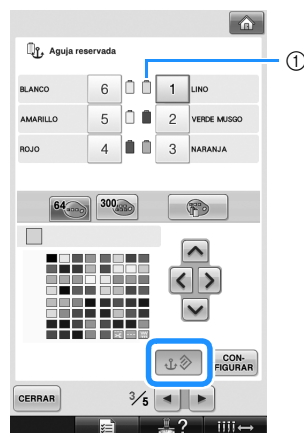 Aguja reservada
①
BLANCO 6 1 LINO
AMARILLO 5 2 VERDE MUSGO
ROJO 4 3 NARANJA
64 300
CON-
FIGURAR
CERRAR 3/5
?